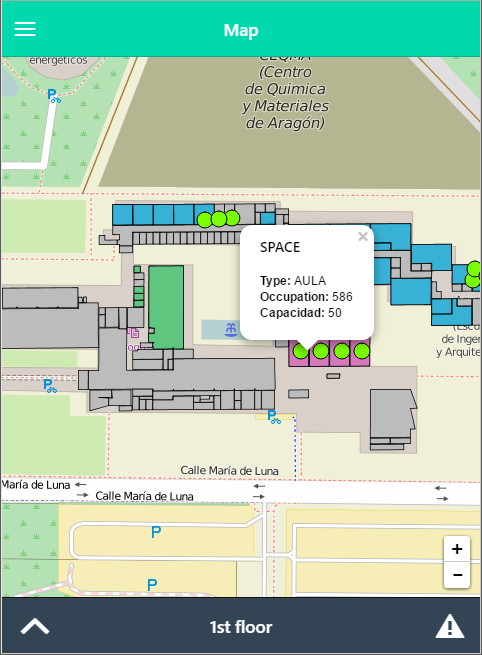 Map
energéticos
CEQMA
(Centro
de Química
y Materiales
de Aragón)
×
SPACE
Type: AULA
Occupation: 586
Capacidad: 50
(Escu
de Ingen
y Arquite
P
P
P
Calle María de Luna
María de Luna
Calle María de Luna
P
P
+
−
1st floor